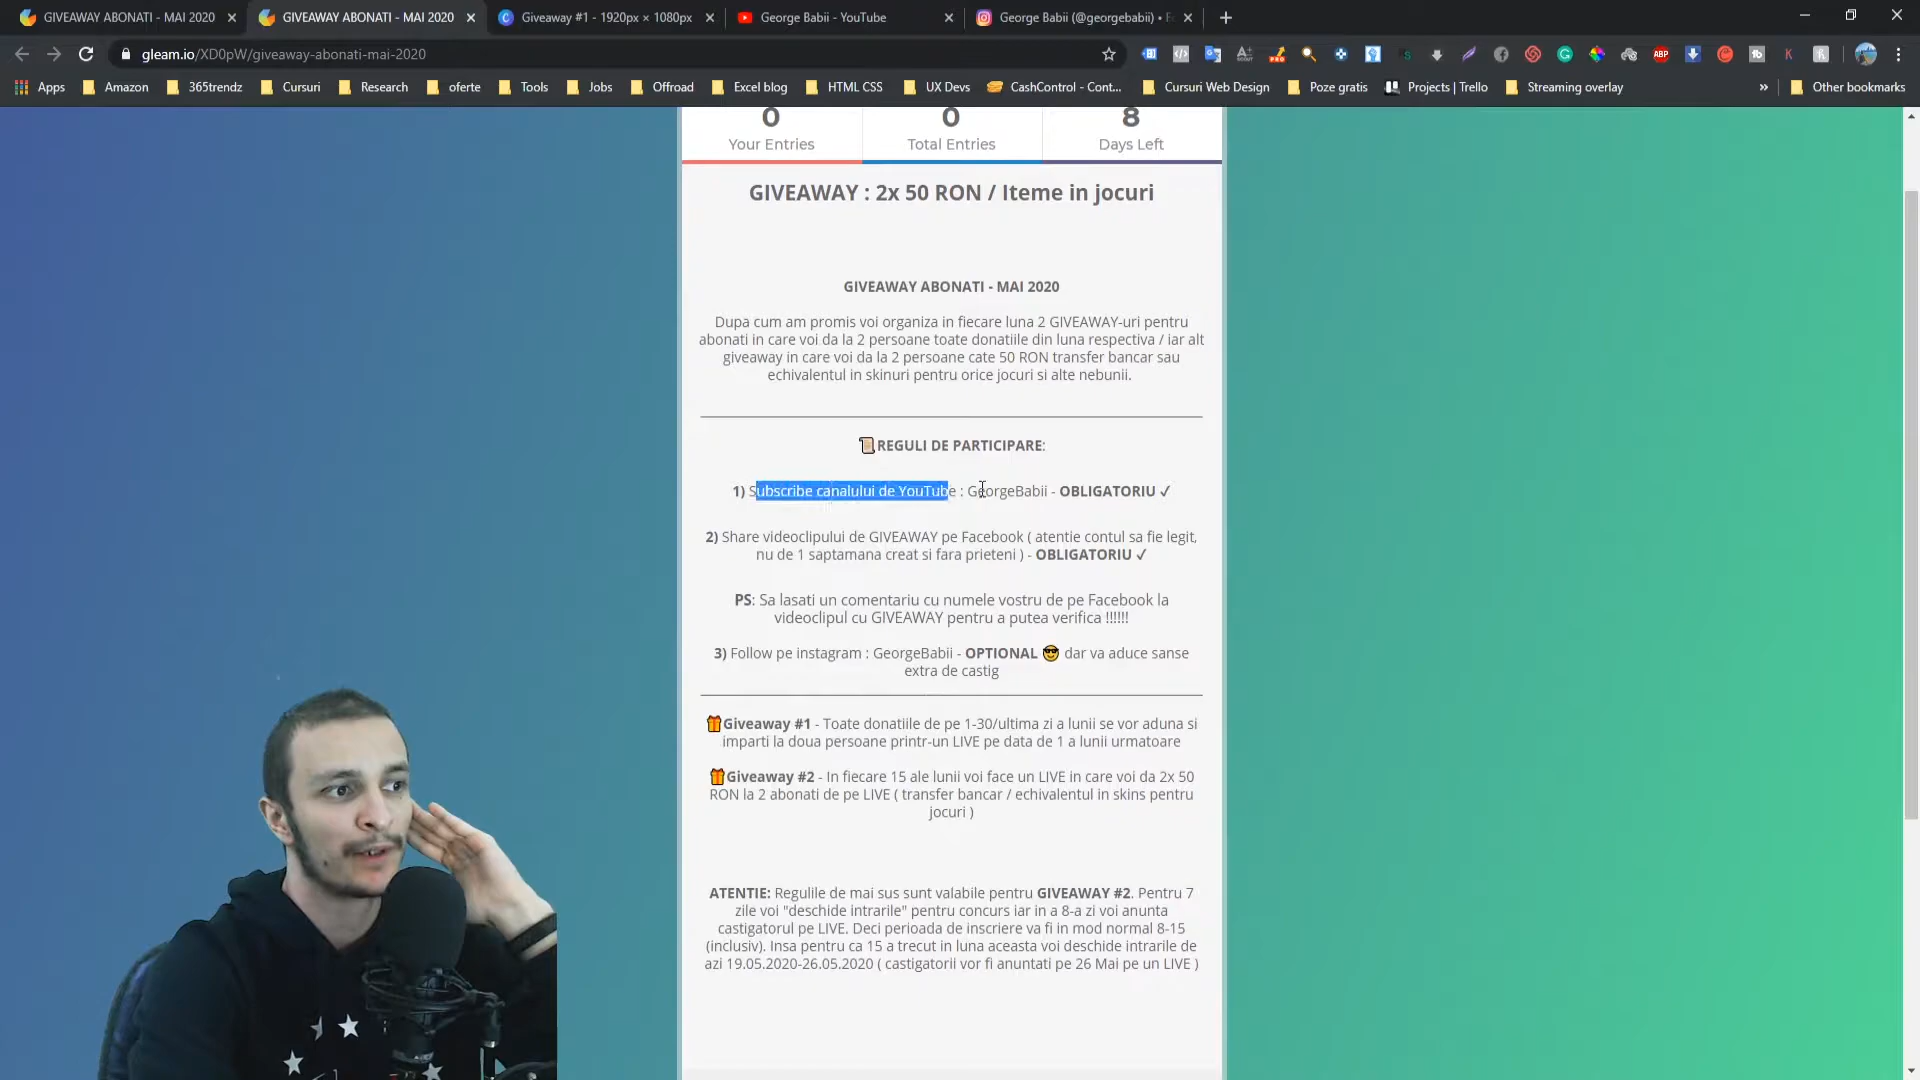 GIVEAWAY ABONATI - MAI 2020
GIVEAWAY ABONATI - MAI 2020
Giveaway #1 - 1920px × 1080px
George Babii - YouTube
George Babii (@georgebabii) •
gleam.io/XD0pW/giveaway-abonati-mai-2020
Apps
Amazon
365trendz
Cursuri
Research
oferte
Tools
Jobs
Offroad
Excel blog
HTML CSS
UX Devs
CashControl - Cont...
Cursuri Web Design
Poze gratis
Projects | Trello
Streaming overlay
»
Other bookmarks
0
Your Entries
0
Total Entries
8
Days Left
GIVEAWAY : 2x 50 RON / Iteme in jocuri
GIVEAWAY ABONATI - MAI 2020
Dupa cum am promis voi organiza in fiecare luna 2 GIVEAWAY-uri pentru
abonati in care voi da la 2 persoane toate donatiile din luna respectiva / iar alt
giveaway in care voi da la 2 persoane cate 50 RON transfer bancar sau
echivalentul in skinuri pentru orice jocuri si alte nebunii.
📜REGULI DE PARTICIPARE:
1) Subscribe canalului de YouTube : GeorgeBabii - OBLIGATORIU ✓
2) Share videoclipului de GIVEAWAY pe Facebook ( atentie contul sa fie legit,
nu de 1 saptamana creat si fara prieteni ) - OBLIGATORIU ✓
PS: Sa lasati un comentariu cu numele vostru de pe Facebook la
videoclipul cu GIVEAWAY pentru a putea verifica !!!!!!
3) Follow pe instagram : GeorgeBabii - OPTIONAL 😎 dar va aduce sanse
extra de castig
🎁Giveaway #1 - Toate donatiile de pe 1-30/ultima zi a lunii se vor aduna si
imparti la doua persoane printr-un LIVE pe data de 1 a lunii urmatoare
🎁Giveaway #2 - In fiecare 15 ale lunii voi face un LIVE in care voi da 2x 50
RON la 2 abonati de pe LIVE ( transfer bancar / echivalentul in skins pentru
jocuri )
ATENTIE: Regulile de mai sus sunt valabile pentru GIVEAWAY #2. Pentru 7
zile voi "deschide intrarile" pentru concurs iar in a 8-a zi voi anunta
castigatorul pe LIVE. Deci perioada de inscriere va fi in mod normal 8-15
(inclusiv). Insa pentru ca 15 a trecut in luna aceasta voi deschide intrarile de
azi 19.05.2020-26.05.2020 ( castigatorii vor fi anuntati pe 26 Mai pe un LIVE )